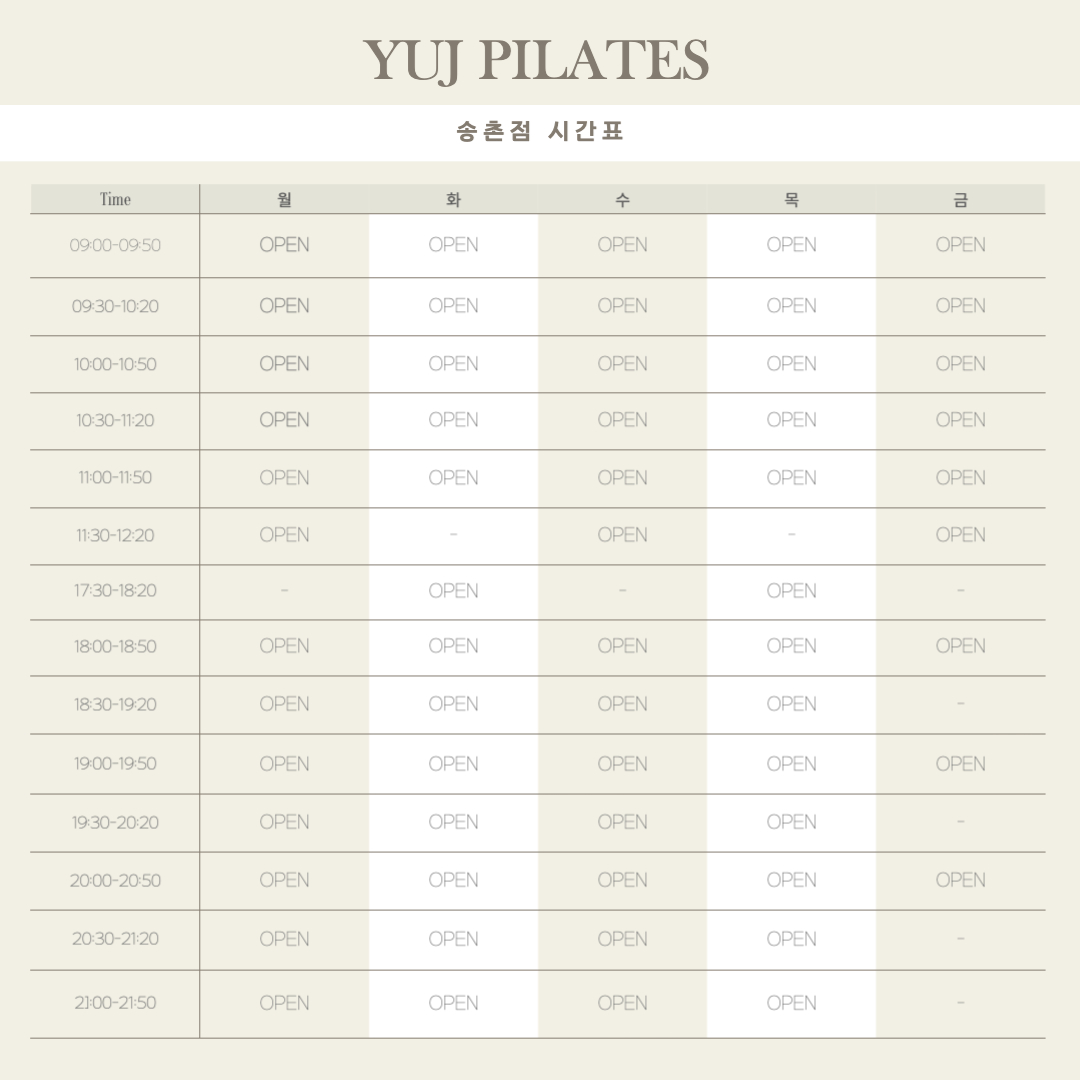 YUJ PILATES
송촌점 시간표
Time 월 화 수 목 금
09:00-09:50 OPEN OPEN OPEN OPEN OPEN
09:30-10:20 OPEN OPEN OPEN OPEN OPEN
10:00-10:50 OPEN OPEN OPEN OPEN OPEN
10:30-11:20 OPEN OPEN OPEN OPEN OPEN
11:00-11:50 OPEN OPEN OPEN OPEN OPEN
11:30-12:20 OPEN - OPEN - OPEN
17:30-18:20 - OPEN - OPEN -
18:00-18:50 OPEN OPEN OPEN OPEN OPEN
18:30-19:20 OPEN OPEN OPEN OPEN -
19:00-19:50 OPEN OPEN OPEN OPEN OPEN
19:30-20:20 OPEN OPEN OPEN OPEN -
20:00-20:50 OPEN OPEN OPEN OPEN OPEN
20:30-21:20 OPEN OPEN OPEN OPEN -
21:00-21:50 OPEN OPEN OPEN OPEN -